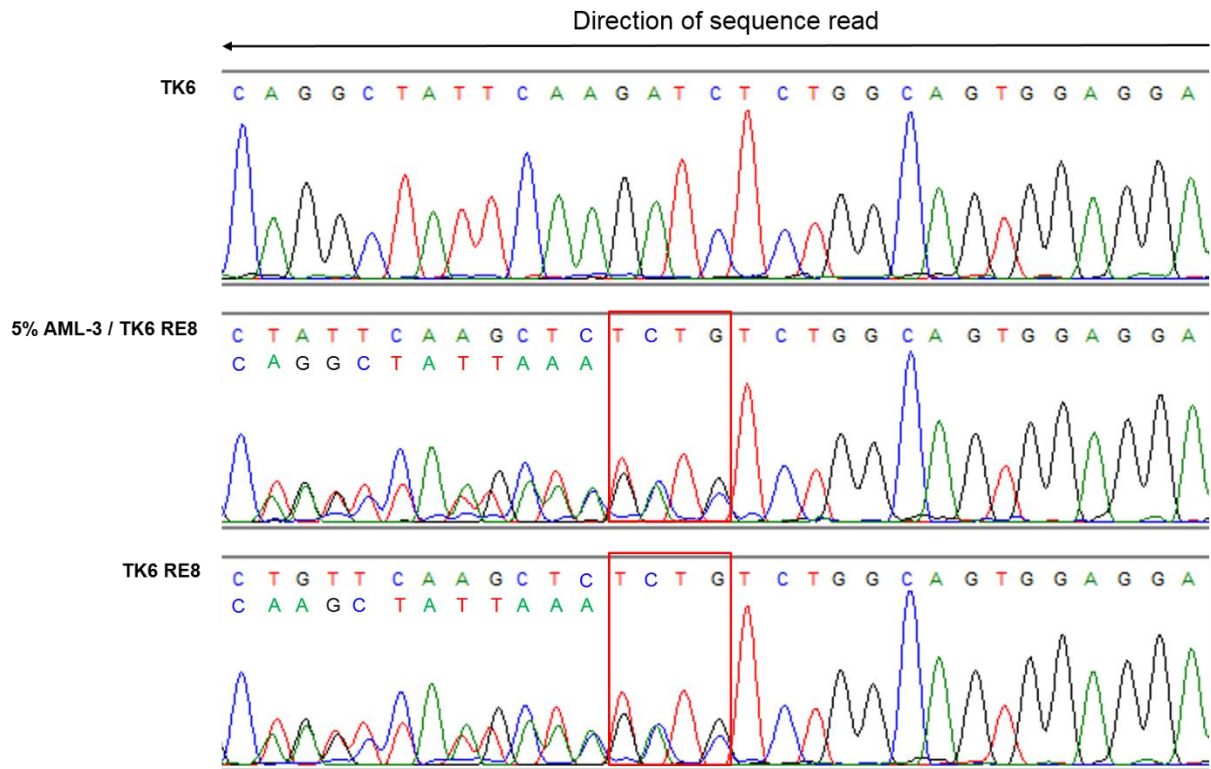 Direction of sequence read
TK6
C A G G C T A T T C A A G A T C T C T G G C A G T G G A G G A
5% AML-3 / TK6 RE8
C T A T T C A A G C T C T C T G T C T G G C A G T G G A G G A
C A G G C T A T T A A A
TK6 RE8
C T G T T C A A G C T C T C T G T C T G G C A G T G G A G G A
C A A G C T A T T A A A